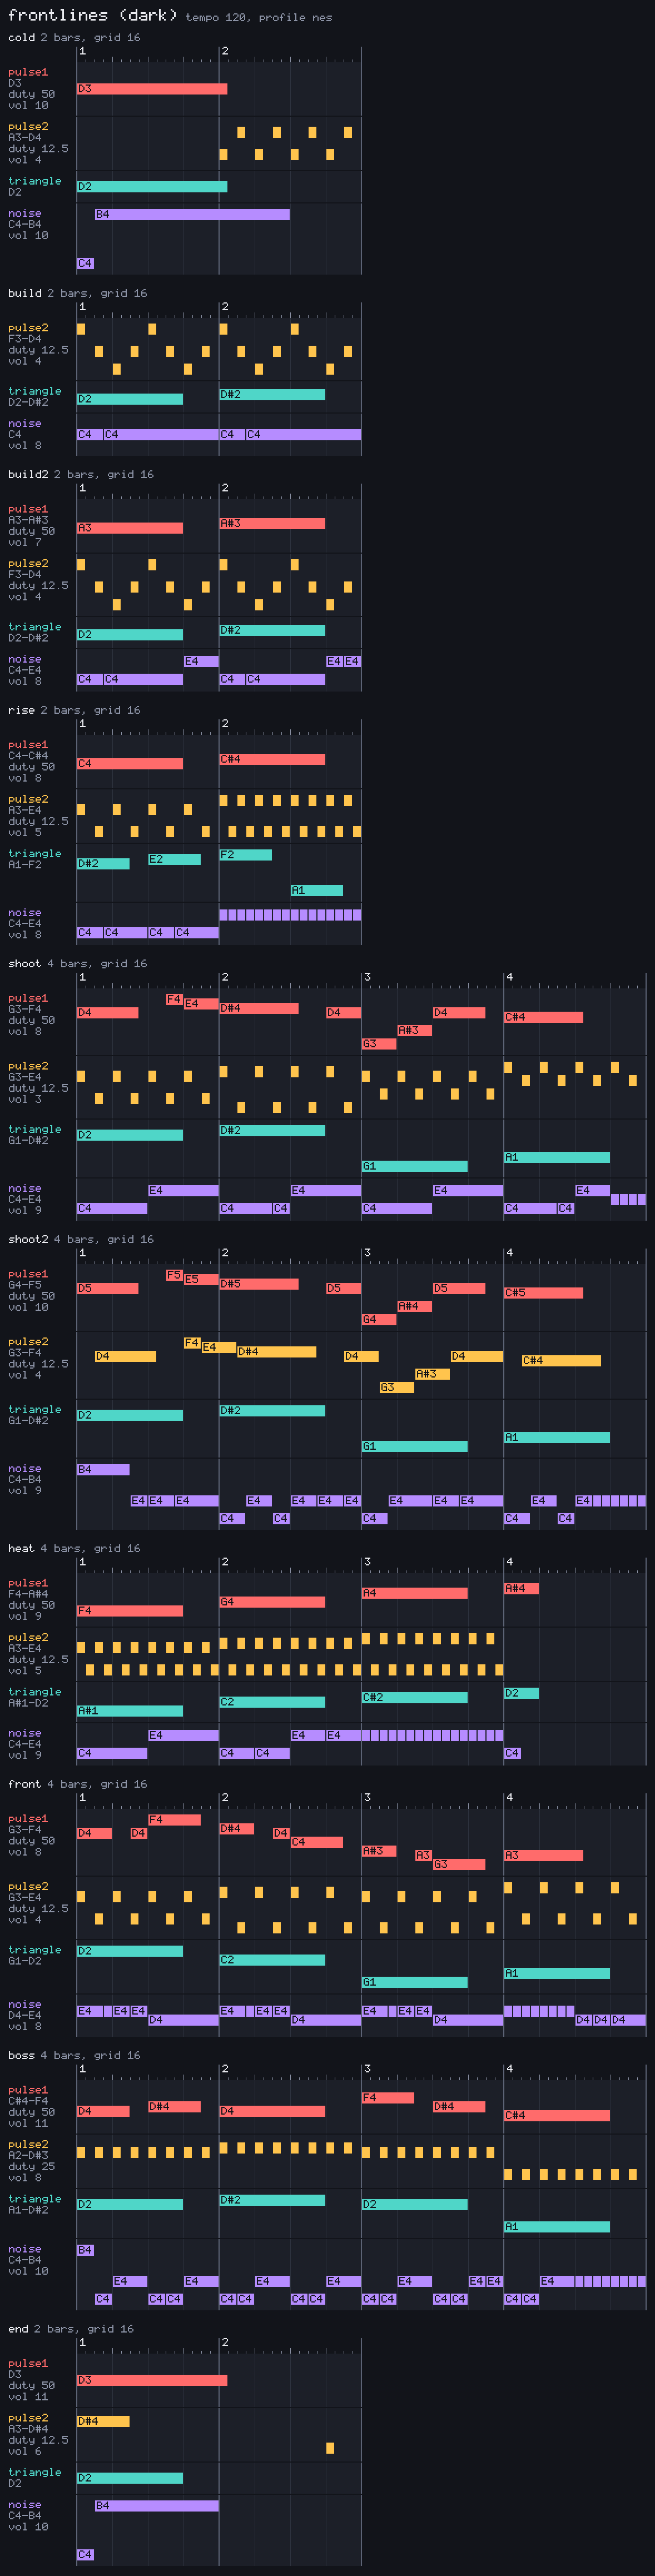 frontlines (dark) tempo 120, profile nes
cold 2 bars, grid 16
1 2
pulse1
D3
duty 50
vol 10
D3
pulse2
A3-D4
duty 12.5
vol 4
triangle
D2
D2
noise
C4-B4
vol 10
B4
C4
build 2 bars, grid 16
1 2
pulse2
F3-D4
duty 12.5
vol 4
triangle
D2-D#2
D2 D#2
noise
C4
vol 8
C4 C4 C4 C4
build2 2 bars, grid 16
1 2
pulse1
A3-A#3
duty 50
vol 7
A3 A#3
pulse2
F3-D4
duty 12.5
vol 4
triangle
D2-D#2
D2 D#2
noise
C4-E4
vol 8
E4 E4 E4
C4 C4 C4 C4
rise 2 bars, grid 16
1 2
pulse1
C4-C#4
duty 50
vol 8
C4 C#4
pulse2
A3-E4
duty 12.5
vol 5
triangle
A1-F2
D#2 E2 F2 A1
noise
C4-E4
vol 8
C4 C4 C4 C4
shoot 4 bars, grid 16
1 2 3 4
pulse1
G3-F4
duty 50
vol 8
D4 F4 E4 D#4 D4 G3 A#3 D4 C#4
pulse2
G3-E4
duty 12.5
vol 3
triangle
G1-D#2
D2 D#2 G1 A1
noise
C4-E4
vol 9
E4 E4 E4 E4
C4 C4 C4 C4 C4 C4
shoot2 4 bars, grid 16
1 2 3 4
pulse1
G4-F5
duty 50
vol 10
D5 F5 E5 D#5 D5 G4 A#4 D5 C#5
pulse2
G3-F4
duty 12.5
vol 4
D4 F4 E4 D#4 D4 G3 A#3 D4 C#4
triangle
G1-D#2
D2 D#2 G1 A1
noise
C4-B4
vol 9
B4
E4 E4 E4 E4 E4 E4 E4 E4 E4 E4 E4 E4
C4 C4 C4 C4 C4
heat 4 bars, grid 16
1 2 3 4
pulse1
F4-A#4
duty 50
vol 9
F4 G4 A4 A#4
pulse2
A3-E4
duty 12.5
vol 5
triangle
A#1-D2
A#1 C2 C#2 D2
noise
C4-E4
vol 9
E4 E4 E4
C4 C4 C4 C4
front 4 bars, grid 16
1 2 3 4
pulse1
G3-F4
duty 50
vol 8
D4 D4 F4 D#4 D4 C4 A#3 A3 G3 A3
pulse2
G3-E4
duty 12.5
vol 4
triangle
G1-D2
D2 C2 G1 A1
noise
D4-E4
vol 8
E4 E4 E4 E4 E4 E4 E4 E4 E4
D4 D4 D4 D4 D4 D4
boss 4 bars, grid 16
1 2 3 4
pulse1
C#4-F4
duty 50
vol 11
D4 D#4 D4 F4 D#4 C#4
pulse2
A2-D#3
duty 25
vol 8
triangle
A1-D#2
D2 D#2 D2 A1
noise
C4-B4
vol 10
B4
E4 E4 E4 E4 E4 E4 E4 E4
C4 C4 C4 C4 C4 C4 C4 C4 C4 C4 C4 C4 C4
end 2 bars, grid 16
1 2
pulse1
D3
duty 50
vol 11
D3
pulse2
A3-D#4
duty 12.5
vol 6
D#4
triangle
D2
D2
noise
C4-B4
vol 10
B4
C4